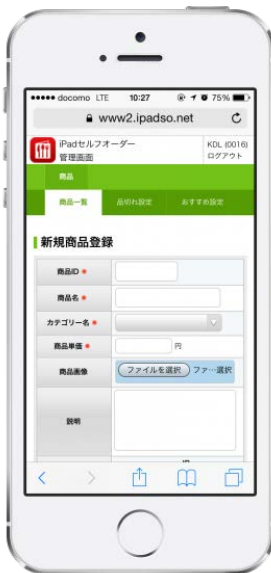 docomo LTE 10:27 75%
www2.ipadso.net
iPadセルフオーダー
管理画面
KDL (0016)
ログアウト
商品
商品一覧 品切れ設定 おすすめ設定
新規商品登録
商品ID
商品名
カテゴリー名
商品単価 円
商品画像 ファイルを選択 ファ…選択
説明